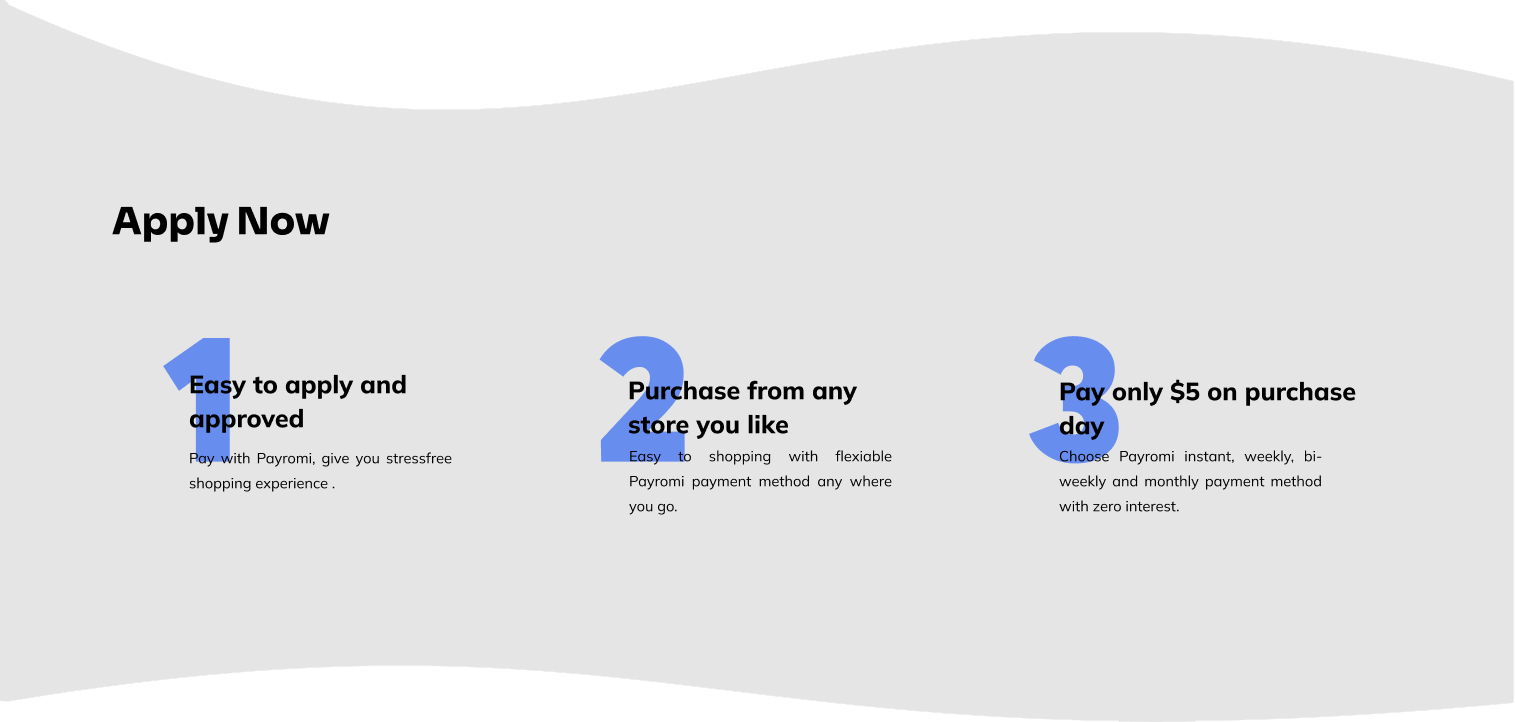 Apply Now
1
Easy to apply and
approved
Pay with Payromi, give you stressfree
shopping experience .
2
Purchase from any
store you like
Easy to shopping with flexiable
Payromi payment method any where
you go.
3
Pay only $5 on purchase
day
Choose Payromi instant, weekly, bi-
weekly and monthly payment method
with zero interest.